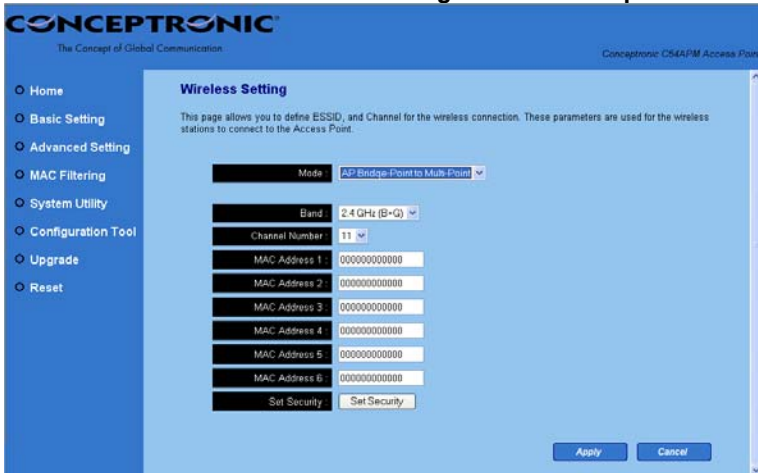 CONCEPTRONIC
The Concept of Global Communication
Conceptronic C54APM Access Poin
Home
Basic Setting
Advanced Setting
MAC Filtering
System Utility
Configuration Tool
Upgrade
Reset
Wireless Setting
This page allows you to define ESSID, and Channel for the wireless connection. These parameters are used for the wireless
stations to connect to the Access Point.
Mode : AP Bridge-Point to Multi-Point
Band : 2.4 GHz (B+G)
Channel Number : 11
MAC Address 1 : 000000000000
MAC Address 2 : 000000000000
MAC Address 3 : 000000000000
MAC Address 4 : 000000000000
MAC Address 5 : 000000000000
MAC Address 6 : 000000000000
Set Security : Set Security
Apply Cancel